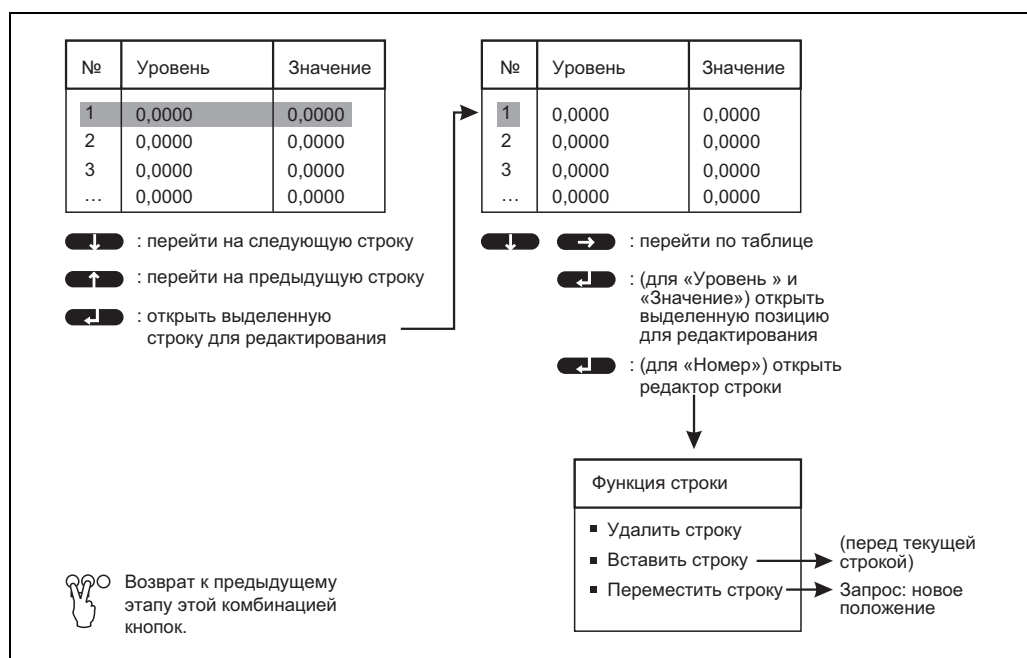 № Уровень Значение
1 0,0000 0,0000
2 0,0000 0,0000
3 0,0000 0,0000
… 0,0000 0,0000
↓ : перейти на следующую строку
↑ : перейти на предыдущую строку
↵ : открыть выделенную
строку для редактирования
№ Уровень Значение
1 0,0000 0,0000
2 0,0000 0,0000
3 0,0000 0,0000
… 0,0000 0,0000
↓ → : перейти по таблице
↵ : (для «Уровень » и
«Значение») открыть
выделенную позицию
для редактирования
↵ : (для «Номер») открыть
редактор строки
Функция строки
▪ Удалить строку
▪ Вставить строку
▪ Переместить строку
(перед текущей
строкой)
Запрос: новое
положение
Возврат к предыдущему
этапу этой комбинацией
кнопок.